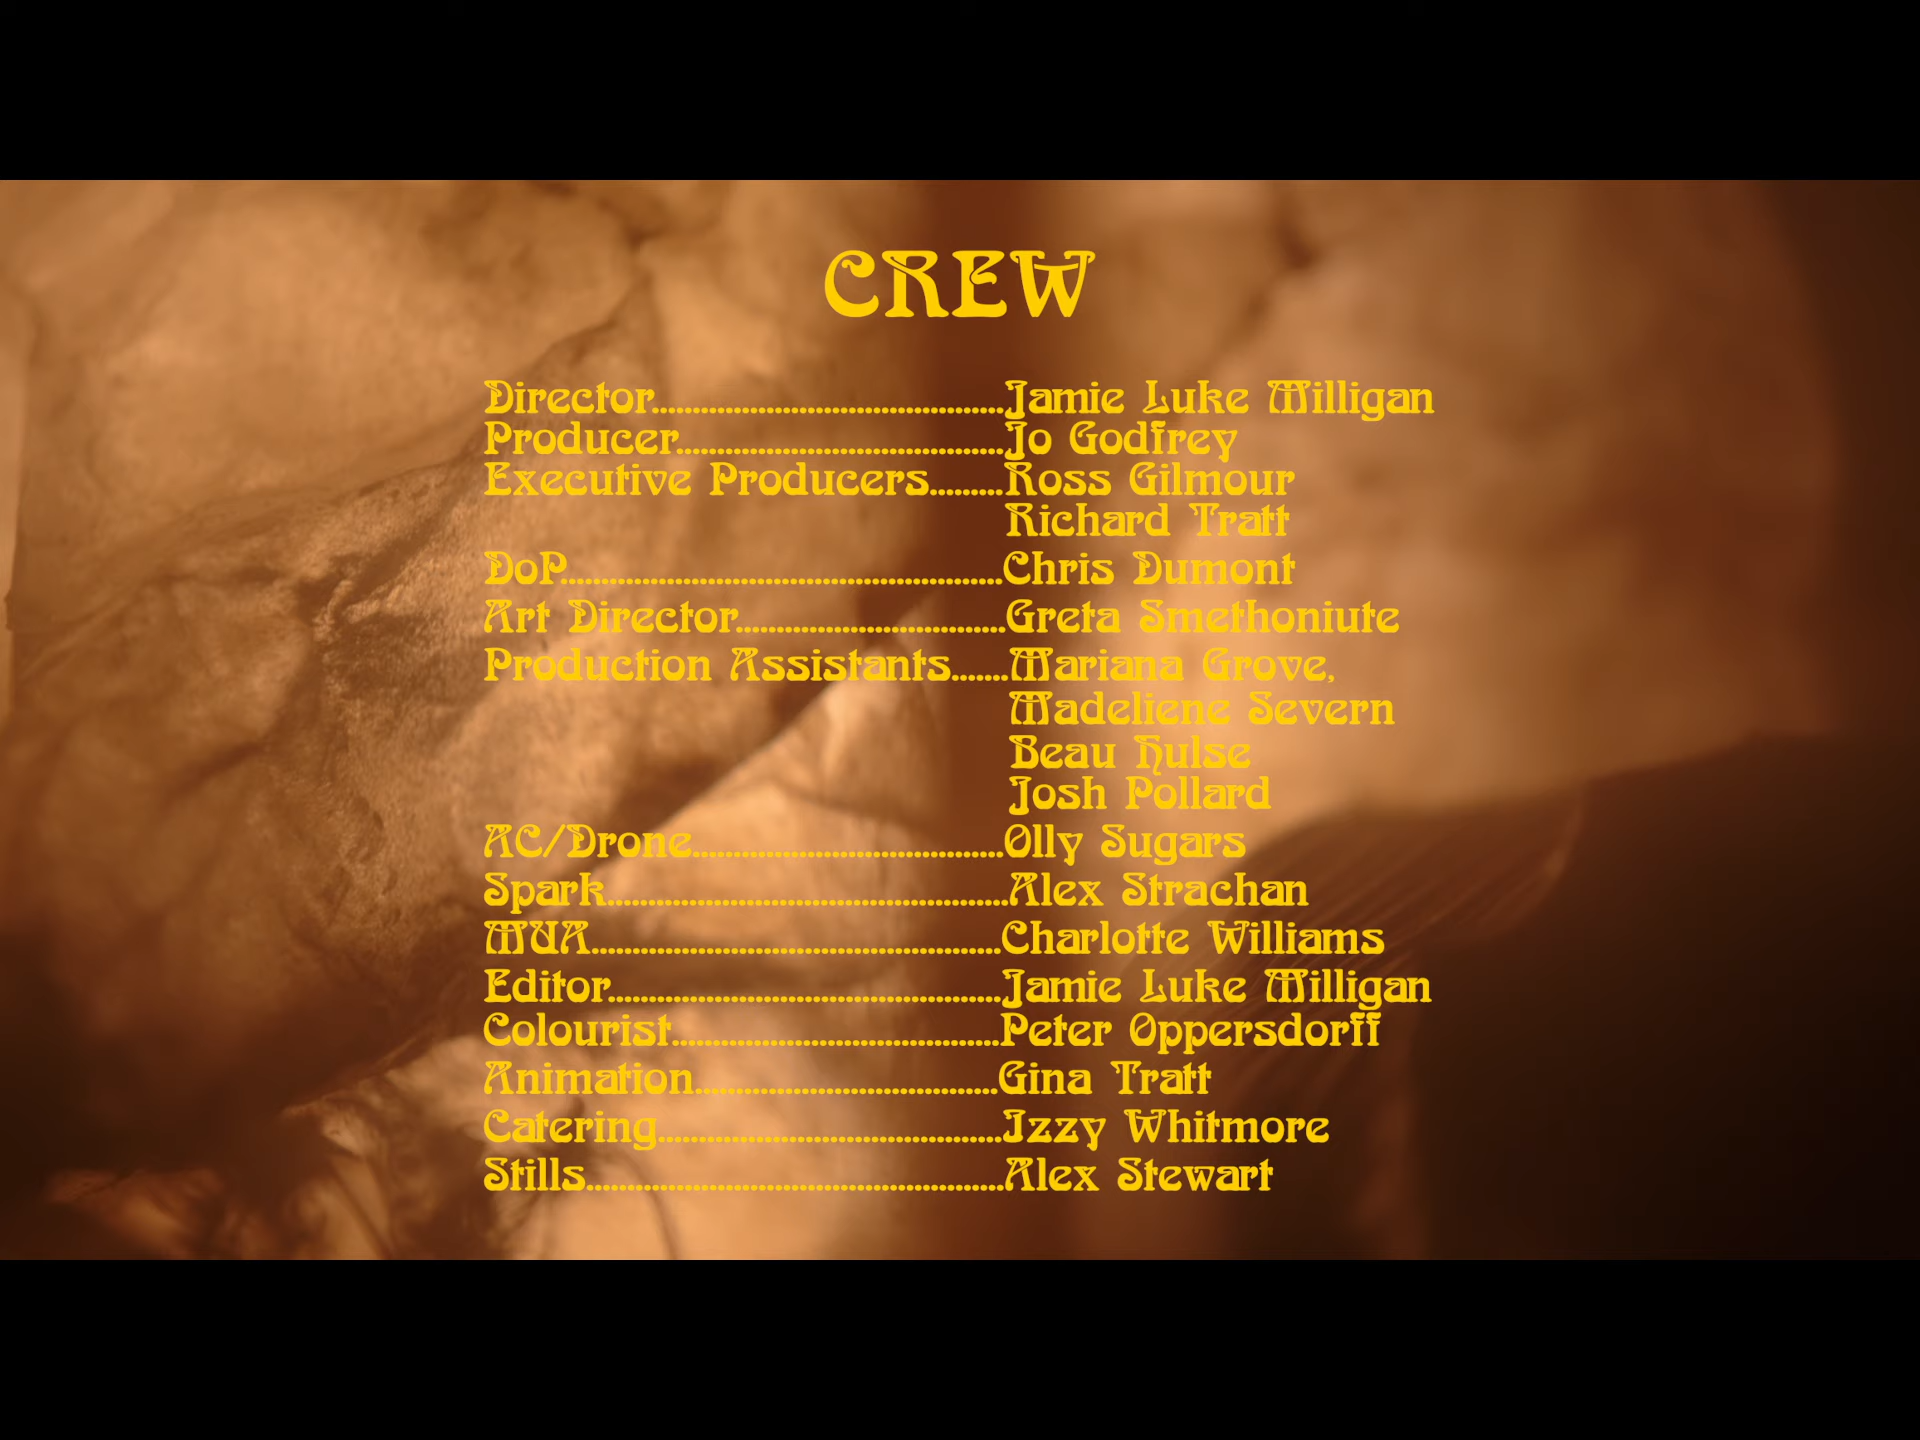 CREW
Director...........................................Jamie Luke Milligan
Producer........................................Jo Godfrey
Executive Producers.........Ross Gilmour
Richard Tratt
DoP......................................................Chris Dumont
Art Director.................................Greta Smethoniute
Production Assistants.......Mariana Grove,
Madeliene Severn
Beau Hulse
Josh Pollard
AC/Drone......................................Olly Sugars
Spark.................................................Alex Strachan
MUA..................................................Charlotte Williams
Editor................................................Jamie Luke Milligan
Colourist........................................Peter Oppersdorff
Animation.....................................Gina Tratt
Catering..........................................Izzy Whitmore
Stills...................................................Alex Stewart